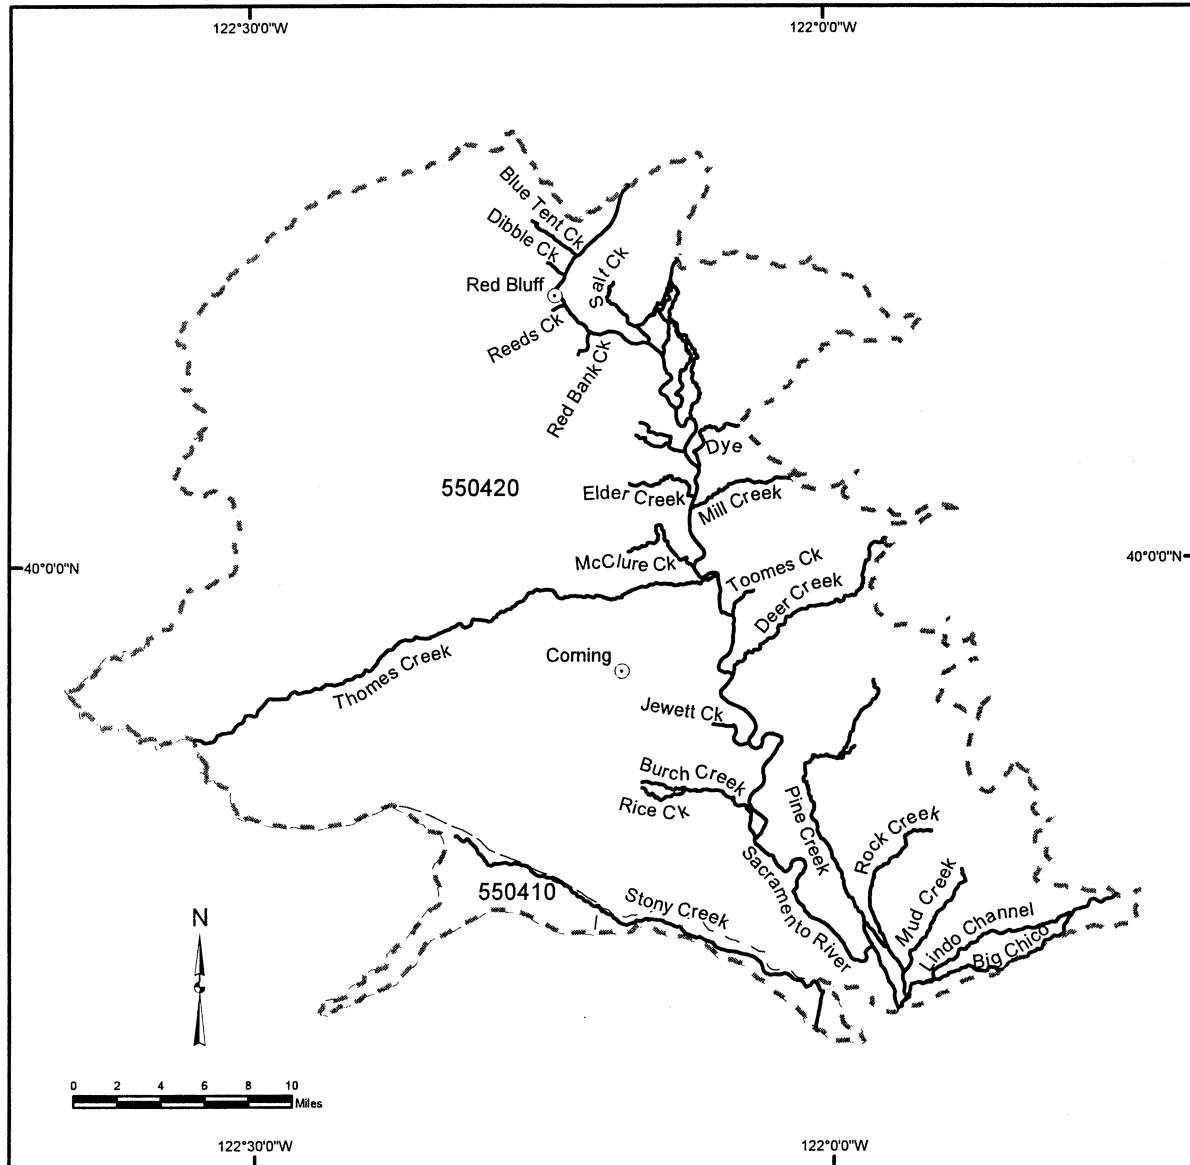 122°30'0"W
122°0'0"W
Blue Tent Ck
Dibble Ck
Salt Ck
Red Bluff
Reeds Ck
Red Bank Ck
Dye
550420
Elder Creek
Mill Creek
40°0'0"N
40°0'0"N
McClure Ck
Toomes Ck
Deer Creek
Corning
Thomes Creek
Jewett Ck
Burch Creek
Pine Creek
Rice Ck
Rock Creek
Sacramento River
Mud Creek
550410
Stony Creek
Lindo Channel
Big Chico
N
0 2 4 6 8 10
Miles
122°30'0"W
122°0'0"W